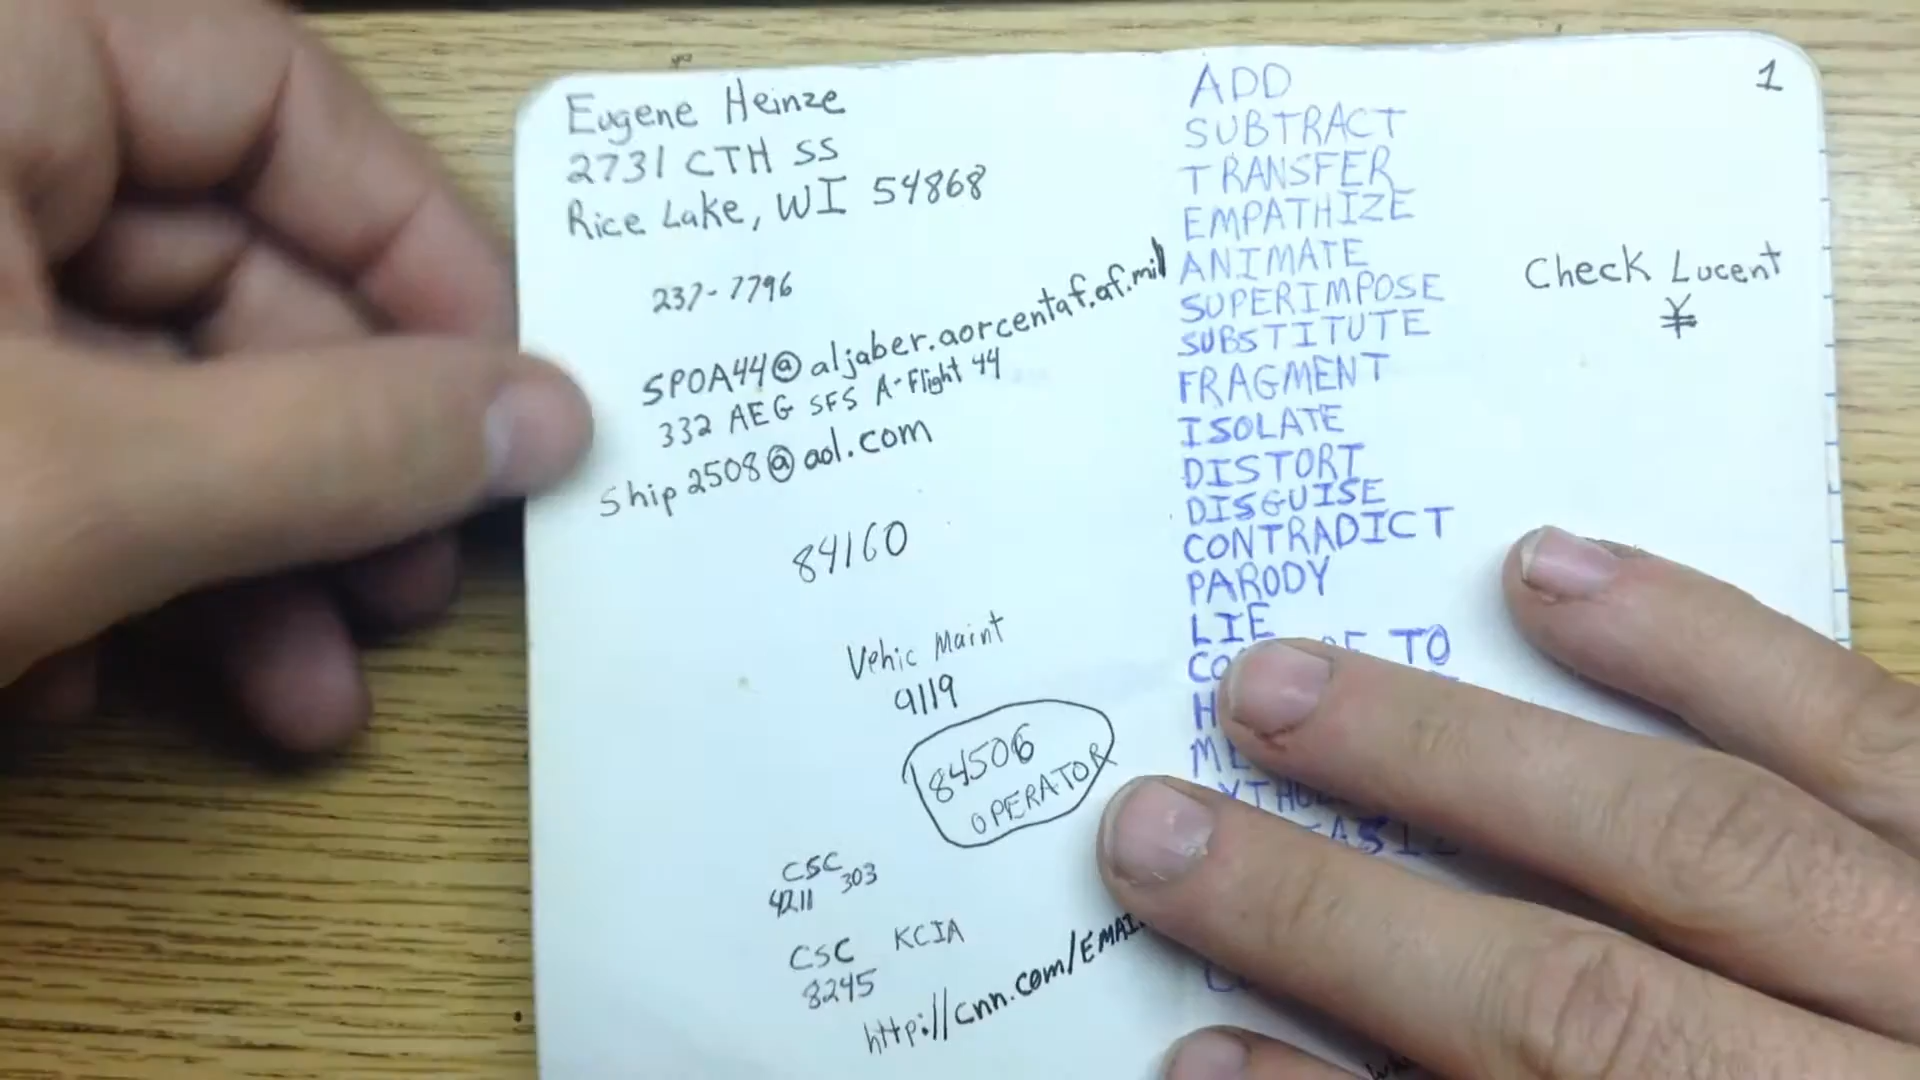 Eugene Heinze
2731 CTH SS
Rice Lake, WI 54868
237-7796
SPOA44@aljaber.aorcentaf.af.mil
332 AEG SFS A-Flight 44
Ship2508@aol.com
84160
Vehic Maint
9119
84506
OPERATOR
CSC 303
4211
CSC KCIA
8245
http://cnn.com/EMAI
ADD
SUBTRACT
TRANSFER
EMPATHIZE
ANIMATE
SUPERIMPOSE
SUBSTITUTE
FRAGMENT
ISOLATE
DISTORT
DISGUISE
CONTRADICT
PARODY
LIE
TO
1
Check Lucent
¥